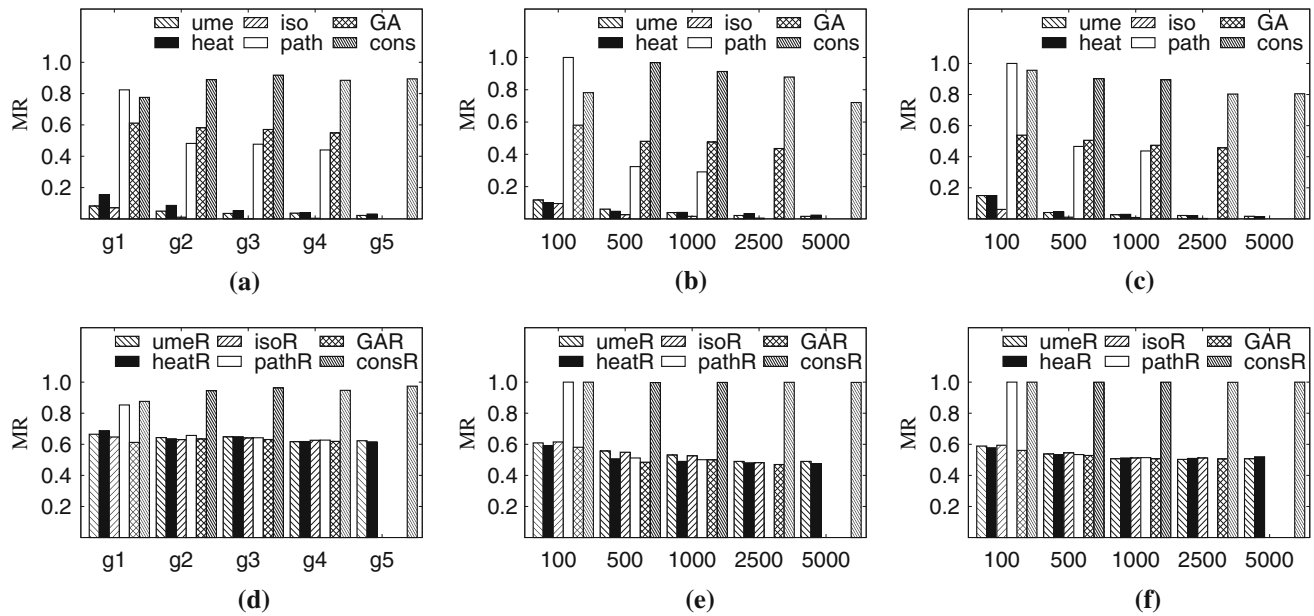 ume iso GA
heat path cons
1.0
0.8
0.6
0.4
0.2
MR
g1 g2 g3 g4 g5
(a)
ume iso GA
heat path cons
1.0
0.8
0.6
0.4
0.2
MR
100 500 1000 2500 5000
(b)
ume iso GA
heat path cons
1.0
0.8
0.6
0.4
0.2
MR
100 500 1000 2500 5000
(c)
umeR isoR GAR
heatR pathR consR
1.0
0.8
0.6
0.4
0.2
MR
g1 g2 g3 g4 g5
(d)
umeR isoR GAR
heatR pathR consR
1.0
0.8
0.6
0.4
0.2
MR
100 500 1000 2500 5000
(e)
umeR isoR GAR
heaR pathR consR
1.0
0.8
0.6
0.4
0.2
MR
100 500 1000 2500 5000
(f)